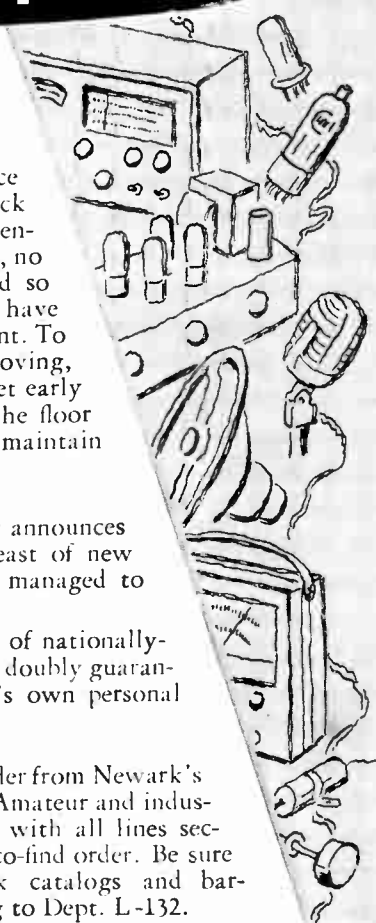 ce
ck
en-
, no
d so
have
nt. To
oving,
et early
he floor
maintain
announces
east of new
managed to
of nationally-
doubly guaran-
's own personal
ler from Newark's
Amateur and indus-
with all lines sec-
to-find order. Be sure
k catalogs and bar-
g to Dept. L-132.